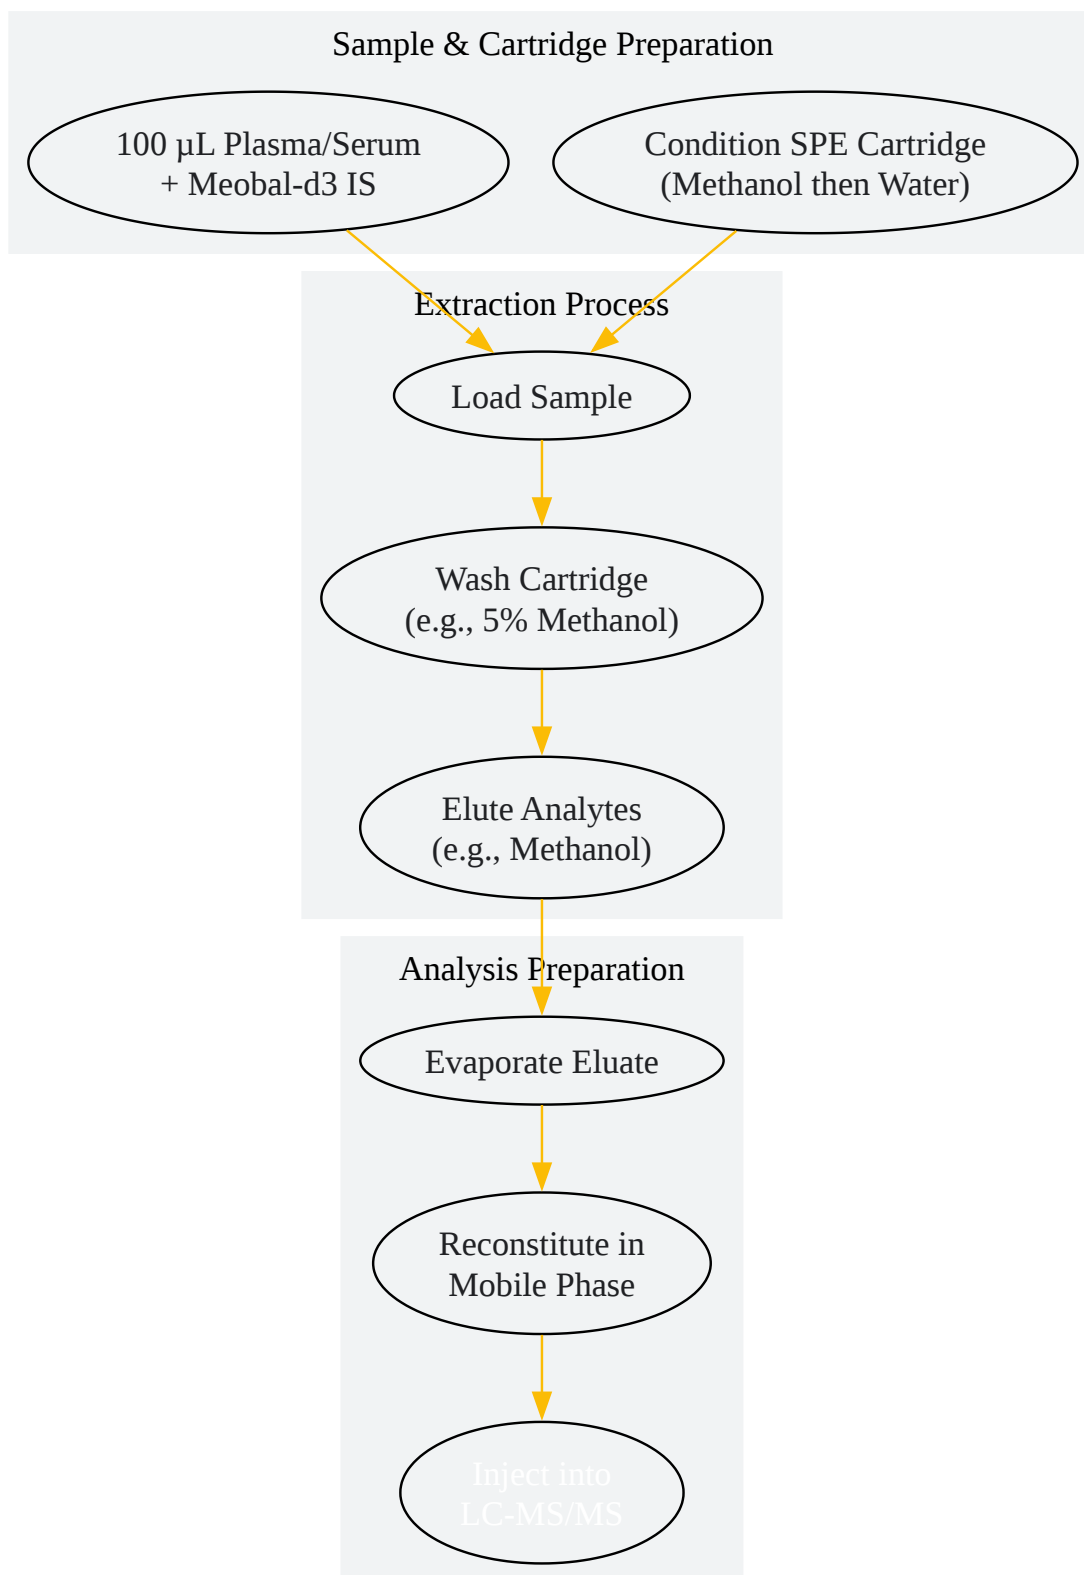 Sample & Cartridge Preparation
100 µL Plasma/Serum
+ Meobal-d3 IS
Condition SPE Cartridge
(Methanol then Water)
Extraction Process
Load Sample
Wash Cartridge
(e.g., 5% Methanol)
Elute Analytes
(e.g., Methanol)
Analysis Preparation
Evaporate Eluate
Reconstitute in
Mobile Phase
Inject into
LC-MS/MS